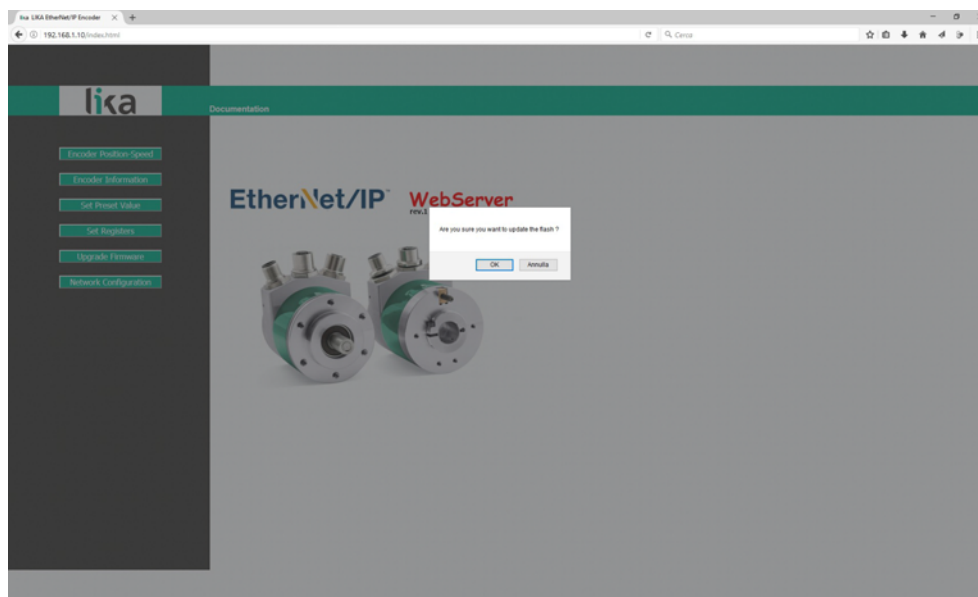 lika LIKA EtherNet/IP Encoder
192.168.1.10/index.html
Cerca
lika
Documentation
Encoder Position-Speed
Encoder Information
Set Preset Value
Set Registers
Upgrade Firmware
Network Configuration
EtherNet/IP WebServer
rev.1
Are you sure you want to update the flash ?
OK Annulla